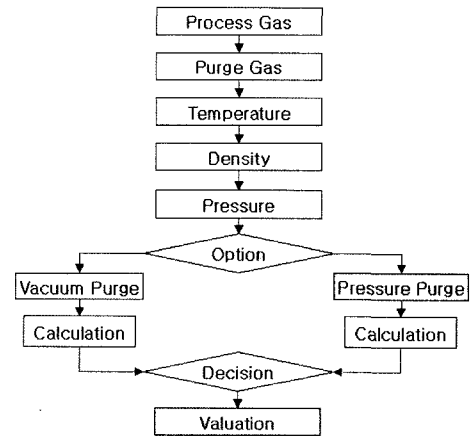 Process Gas
Purge Gas
Temperature
Density
Pressure
Option
Vacuum Purge
Pressure Purge
Calculation
Calculation
Decision
Valuation